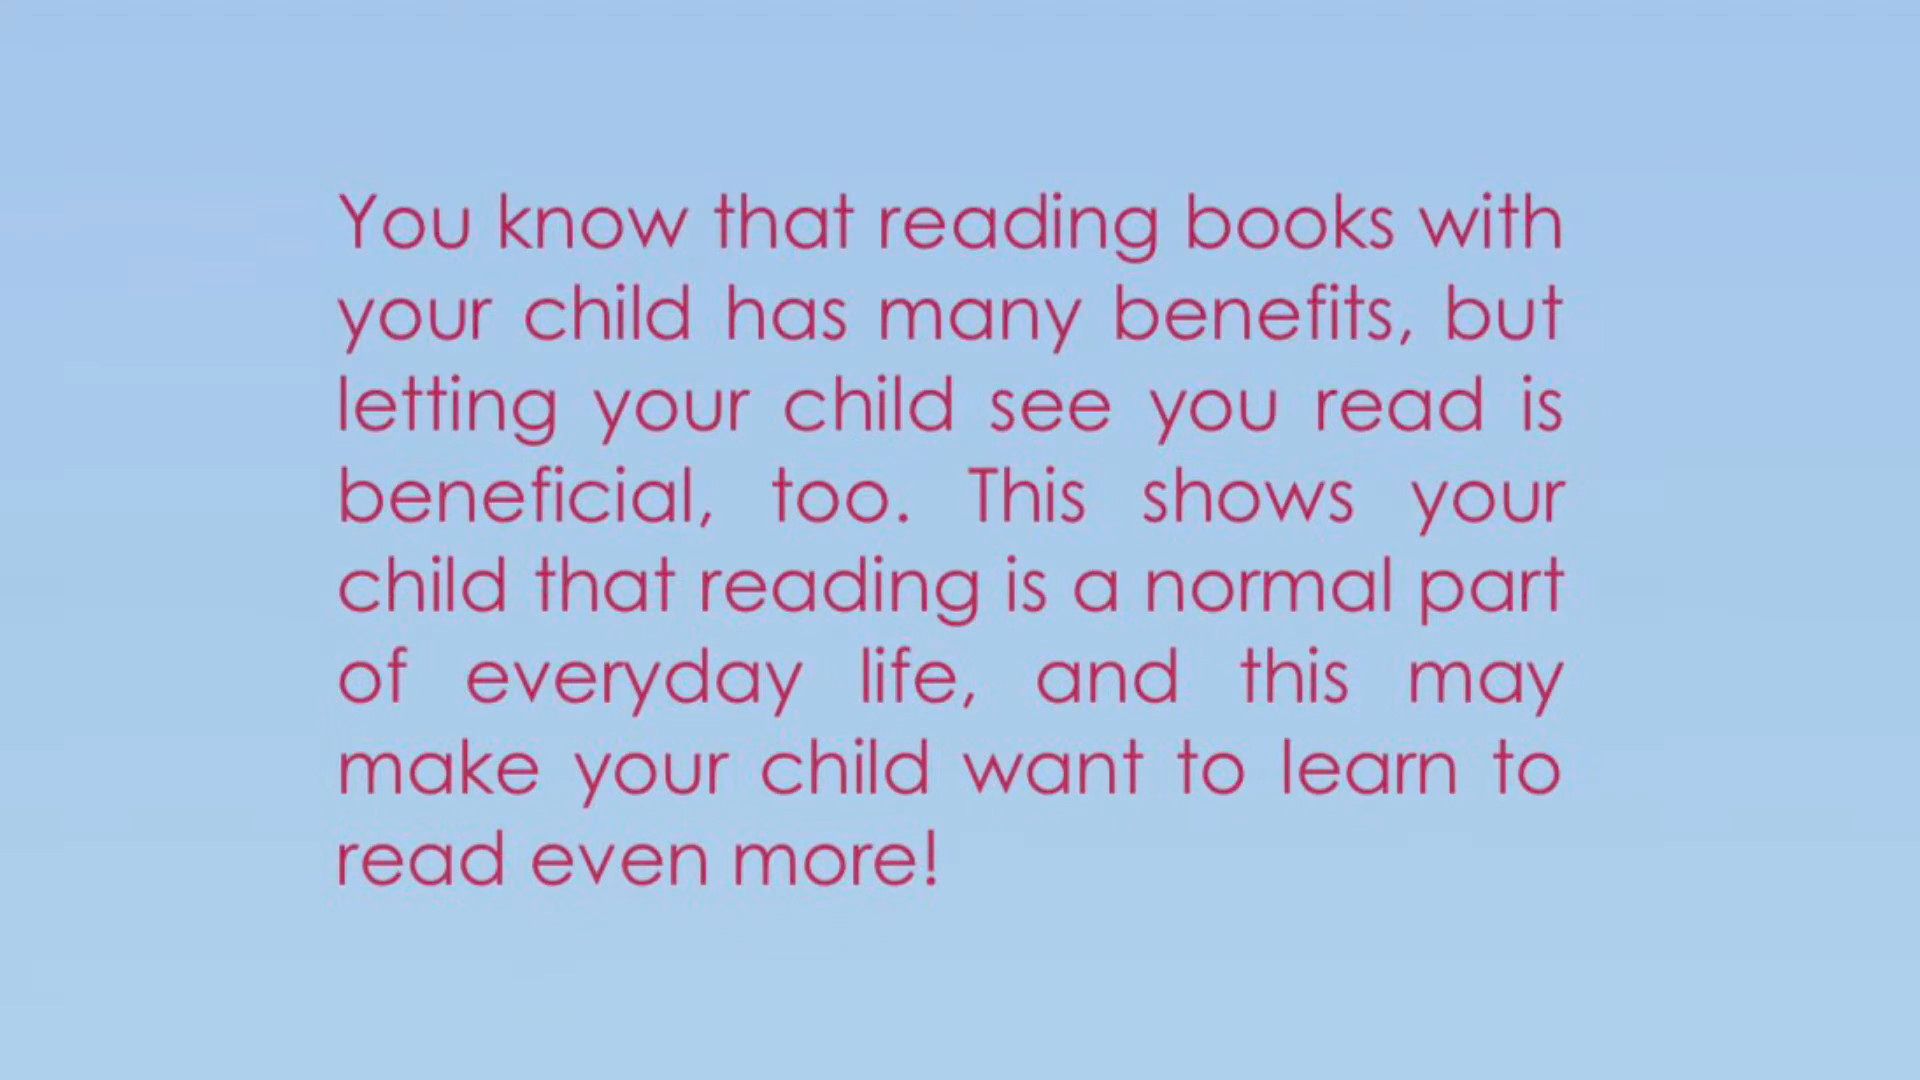 You know that reading books with
your child has many benefits, but
letting your child see you read is
beneficial, too. This shows your
child that reading is a normal part
of everyday life, and this may
make your child want to learn to
read even more!